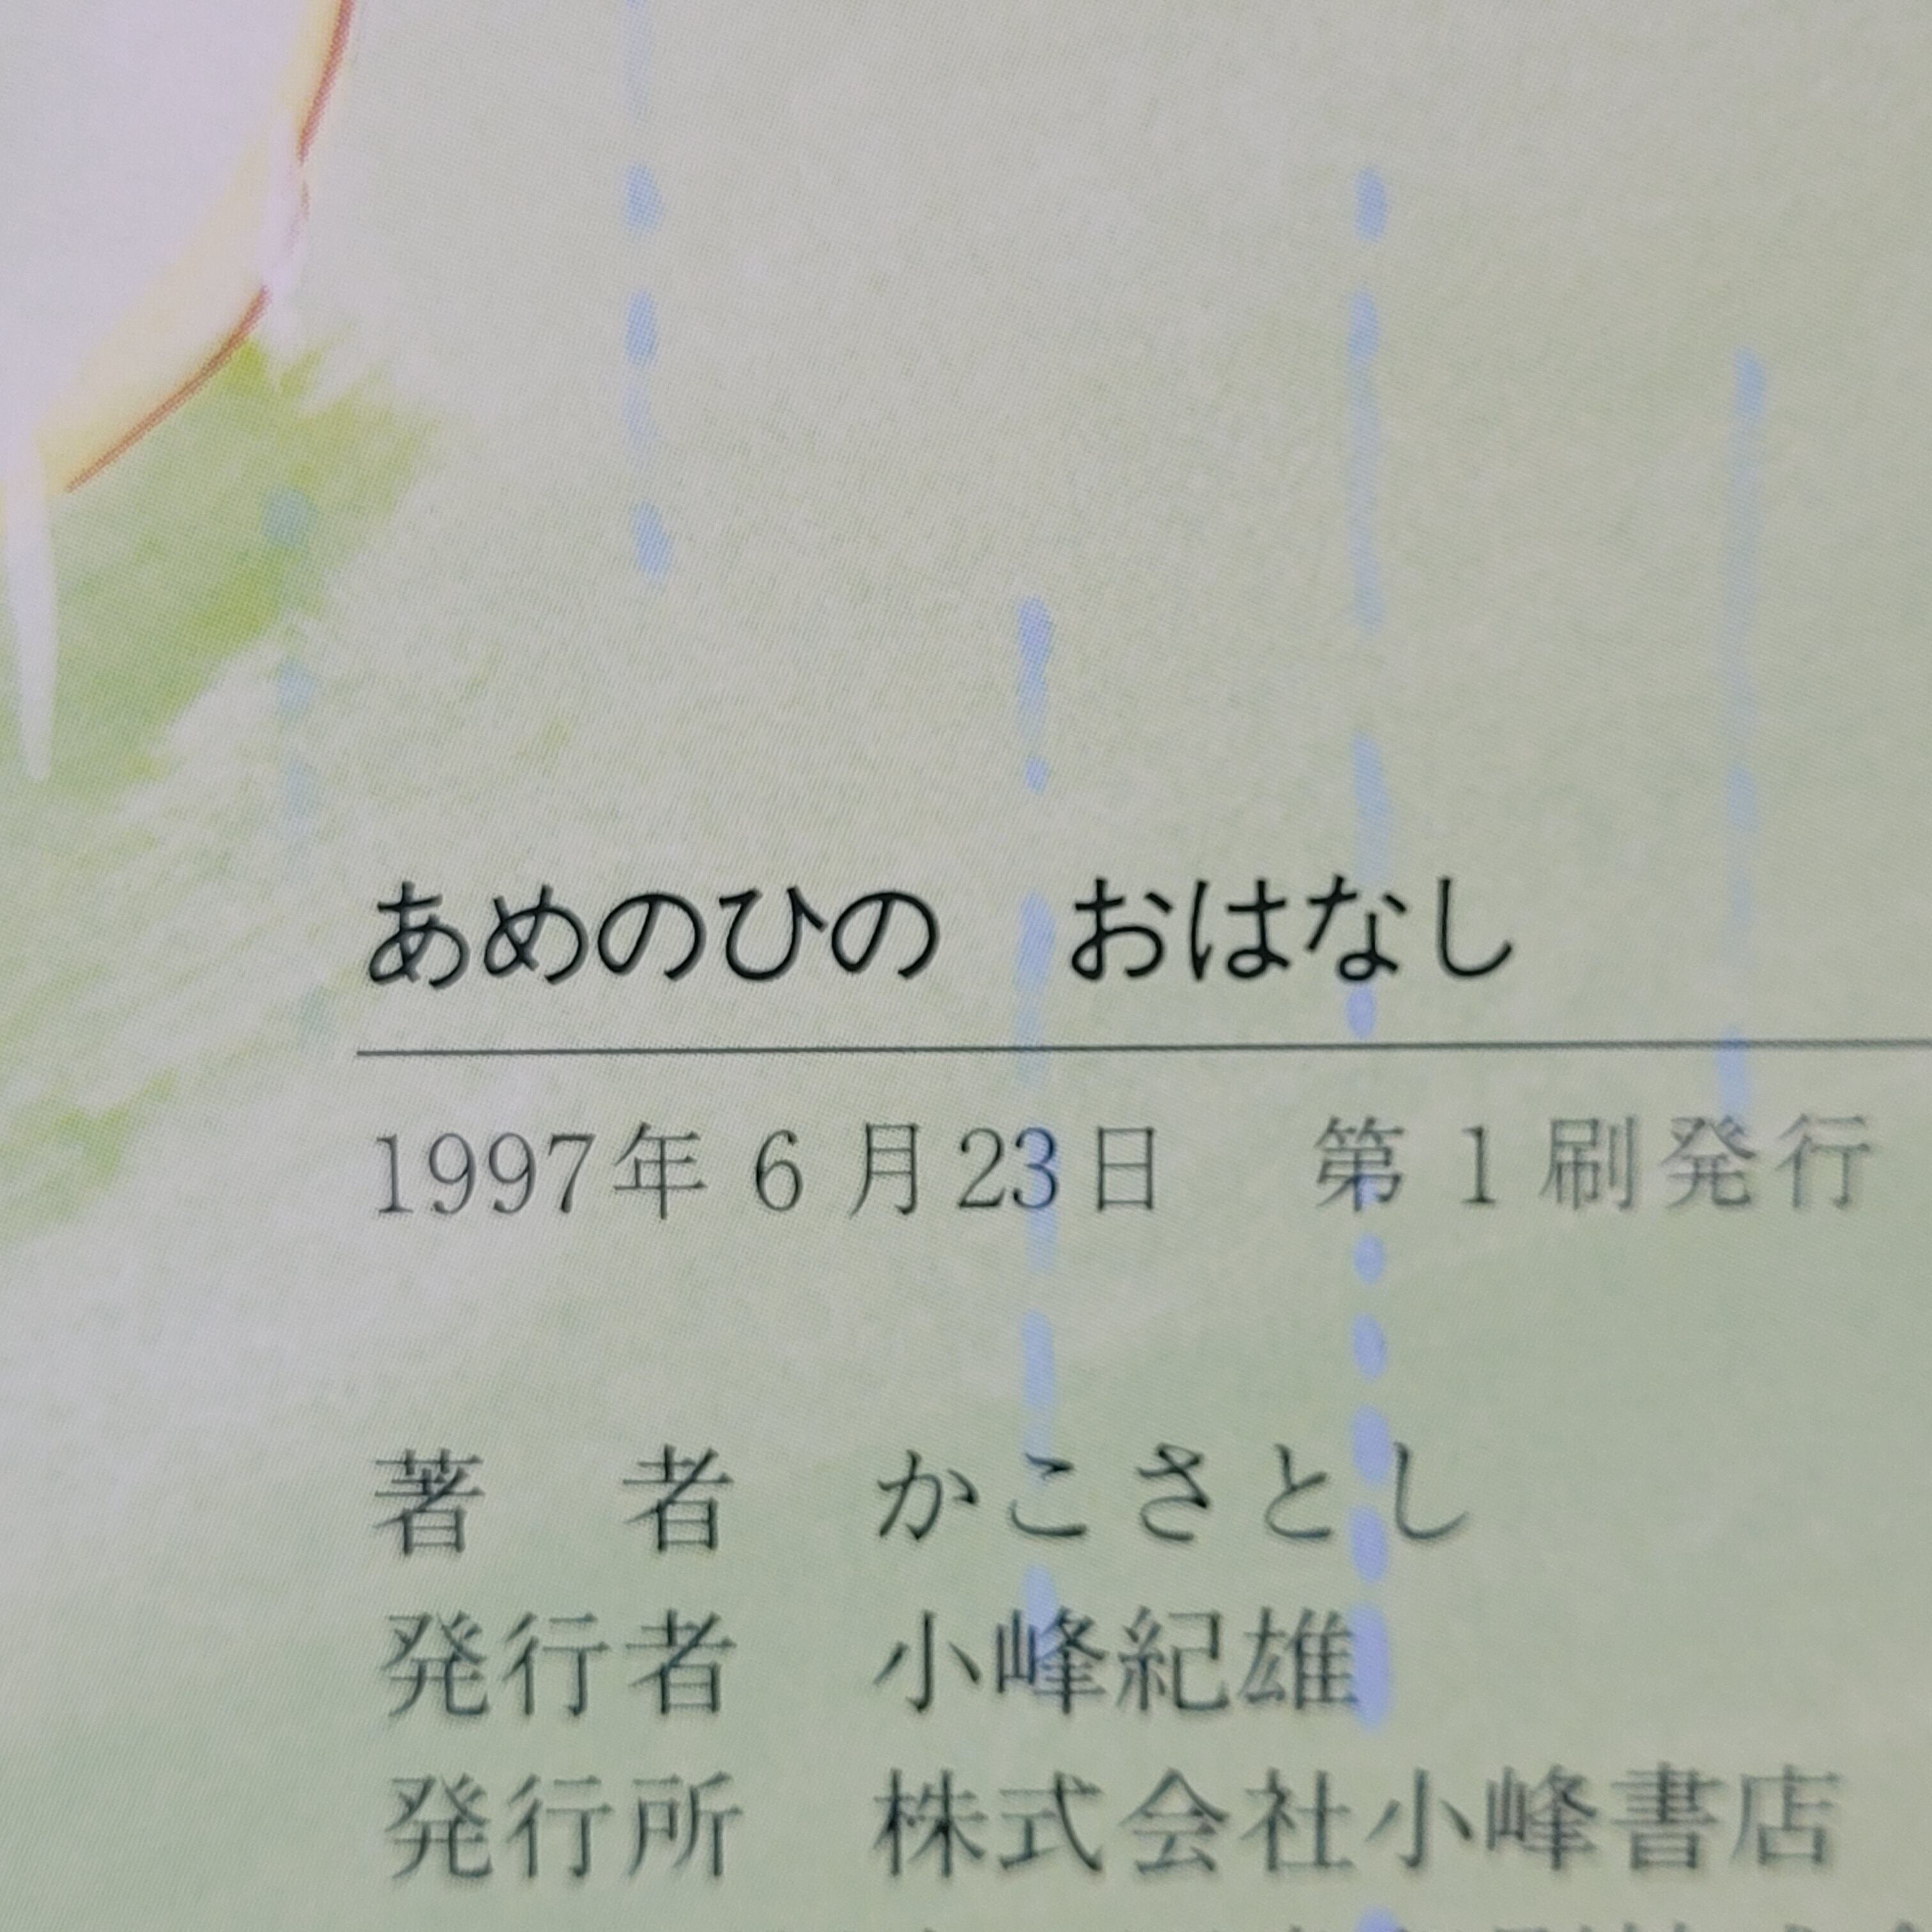 あめのひの　おはなし
1997年 6 月23日　第 1 刷発行
著　者　かこさとし
発行者　小峰紀雄
発行所　株式会社小峰書店